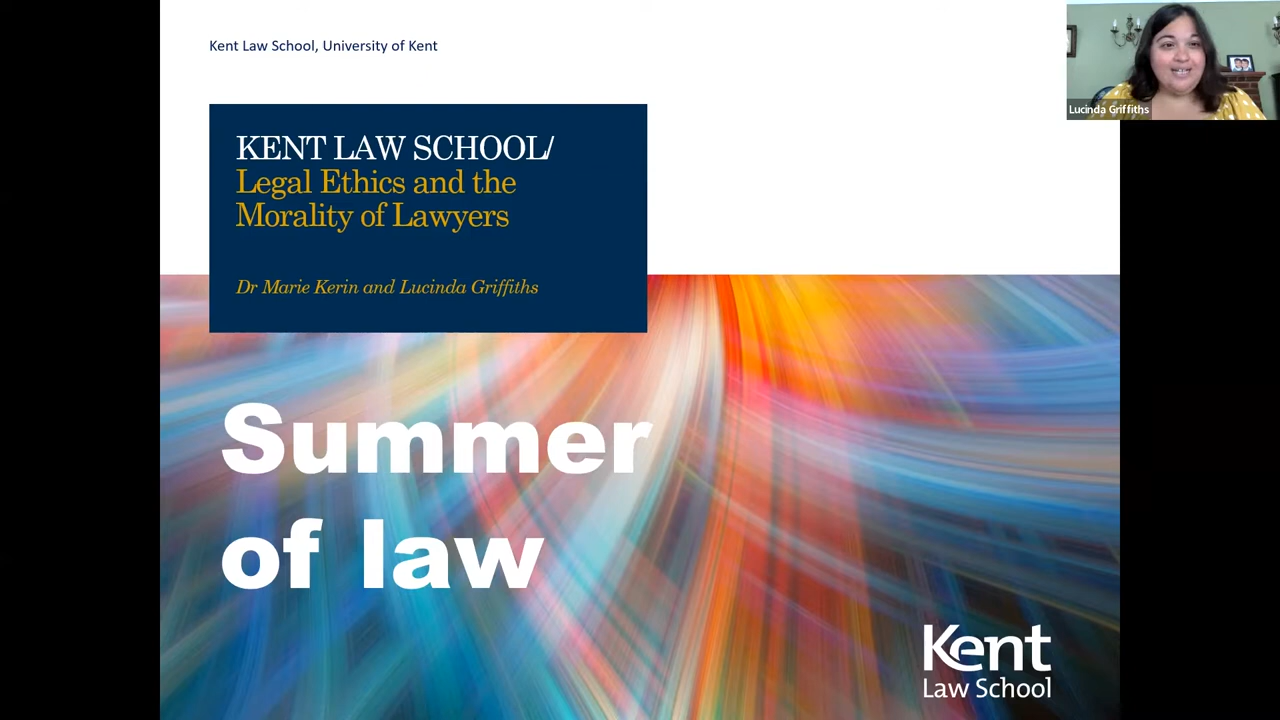 Kent Law School, University of Kent
Lucinda Griffiths
KENT LAW SCHOOL/
Legal Ethics and the
Morality of Lawyers
Dr Marie Kerin and Lucinda Griffiths
Summer
of law
Kent
Law School